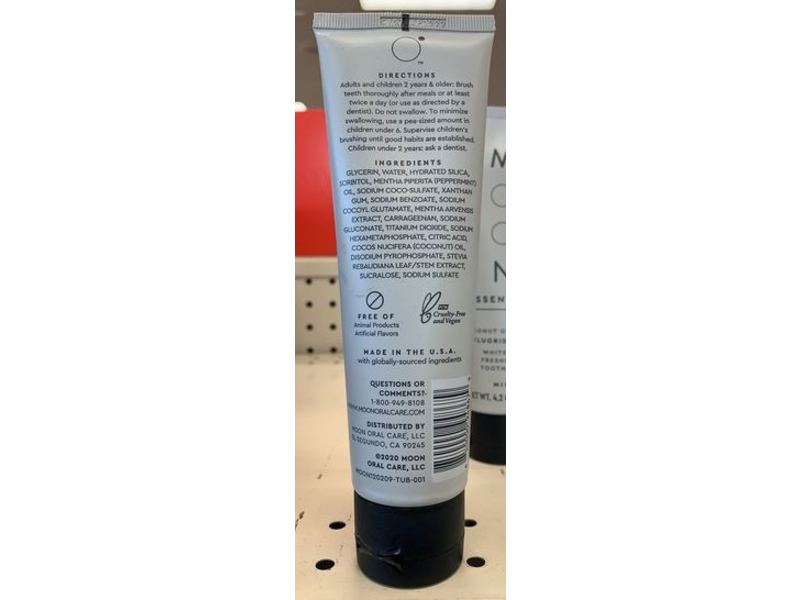 DIRECTIONS
Adults and children 2 years & older: Brush
teeth thoroughly after meals or at least
twice a day (or use as directed by a
dentist). Do not swallow. To minimize
swallowing, use a pea-sized amount in
children under 6. Supervise children's
brushing until good habits are established.
Children under 2 years: ask a dentist.
INGREDIENTS
GLYCERIN, WATER, HYDRATED SILICA,
SORBITOL, MENTHA PIPERITA (PEPPERMINT)
OIL, SODIUM COCO-SULFATE, XANTHAN
GUM, SODIUM BENZOATE, SODIUM
COCOYL GLUTAMATE, MENTHA ARVENSIS
EXTRACT, CARRAGEENAN, SODIUM
GLUCONATE, TITANIUM DIOXIDE, SODIUM
HEXAMETAPHOSPHATE, CITRIC ACID,
COCOS NUCIFERA (COCONUT) OIL,
DISODIUM PYROPHOSPHATE, STEVIA
REBAUDIANA LEAF/STEM EXTRACT,
SUCRALOSE, SODIUM SULFATE
FREE OF
Animal Products
Artificial Flavors
Cruelty-Free
and Vegan
MADE IN THE U.S.A.
with globally-sourced ingredients
QUESTIONS OR
COMMENTS?
1-800-949-8108
WWW.MOONORALCARE.COM
DISTRIBUTED BY
MOON ORAL CARE, LLC
EL SEGUNDO, CA 90245
©2020 MOON
ORAL CARE, LLC
MOON120209-TUB-001
M
O
O
N